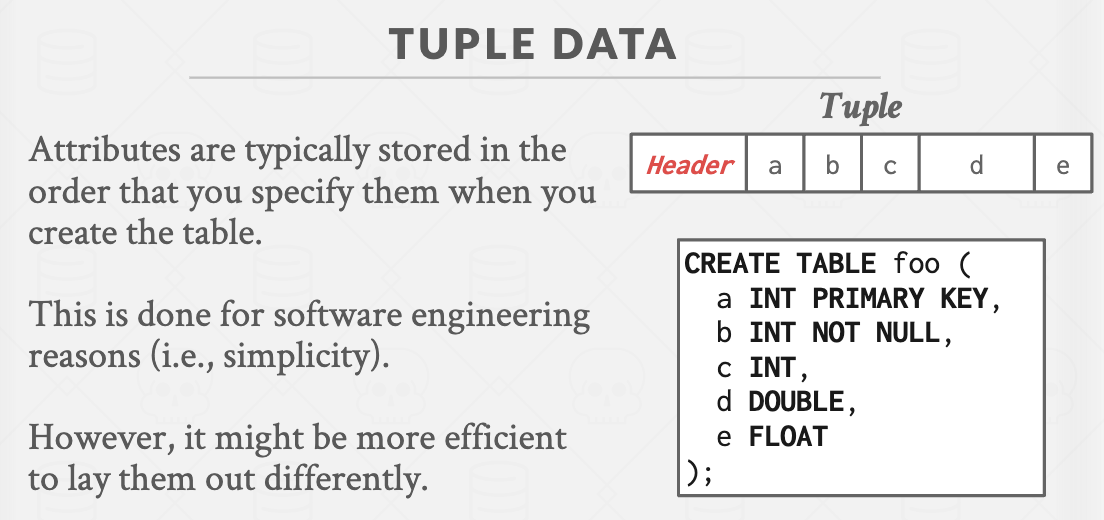 TUPLE DATA
Attributes are typically stored in the
order that you specify them when you
create the table.
This is done for software engineering
reasons (i.e., simplicity).
However, it might be more efficient
to lay them out differently.
Tuple
Header a b c d e
CREATE TABLE foo (
  a INT PRIMARY KEY,
  b INT NOT NULL,
  c INT,
  d DOUBLE,
  e FLOAT
);